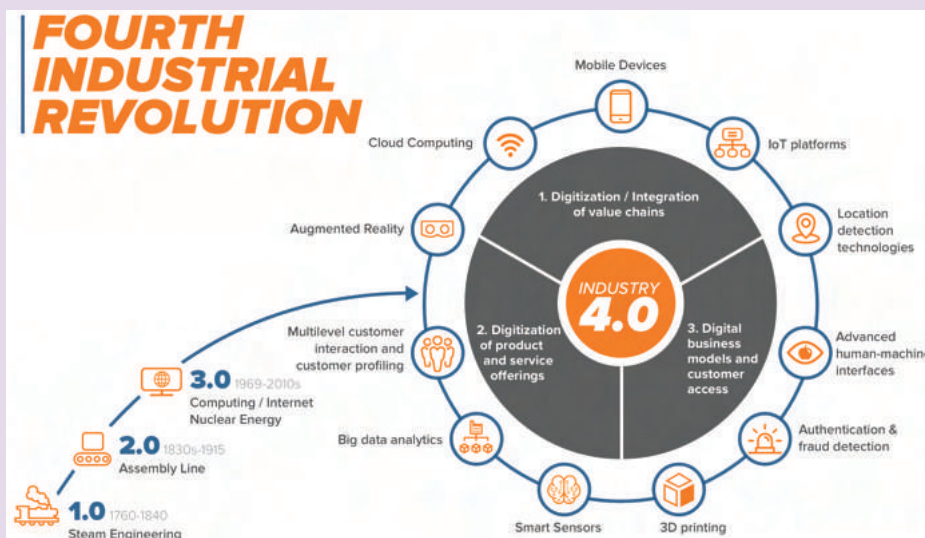 FOURTH
INDUSTRIAL
REVOLUTION
Mobile Devices
Cloud Computing
IoT platforms
Augmented Reality
Location
detection
technologies
Multilevel customer
interaction and
customer profiling
Advanced
human-machine
interfaces
Big data analytics
Authentication &
fraud detection
Smart Sensors
3D printing
1. Digitization / Integration
of value chains
2. Digitization
of product
and service
offerings
3. Digital
business
models and
customer
access
INDUSTRY
4.0
3.0 1969-2010s
Computing / Internet
Nuclear Energy
2.0 1830s-1915
Assembly Line
1.0 1760-1840
Steam Engineering